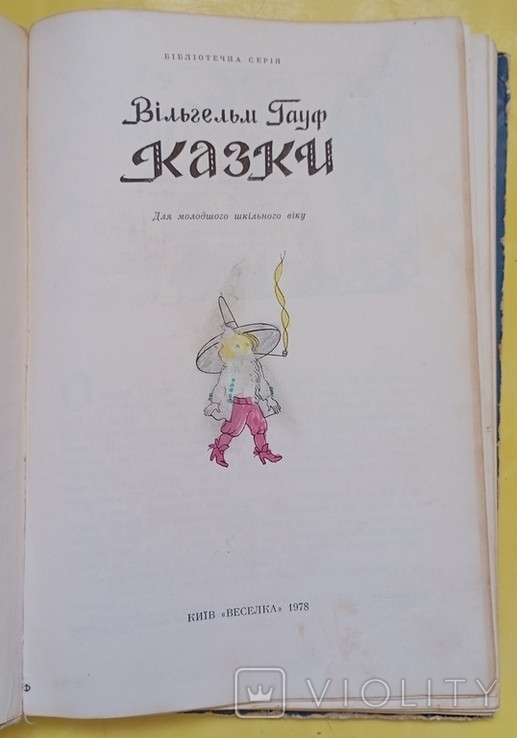 БІБЛІОТЕЧНА СЕРІЯ
Вільгельм Гауф
КАЗКИ
Для молодшого шкільного віку
КИЇВ «ВЕСЕЛКА» 1978
Ф
VIOLITY